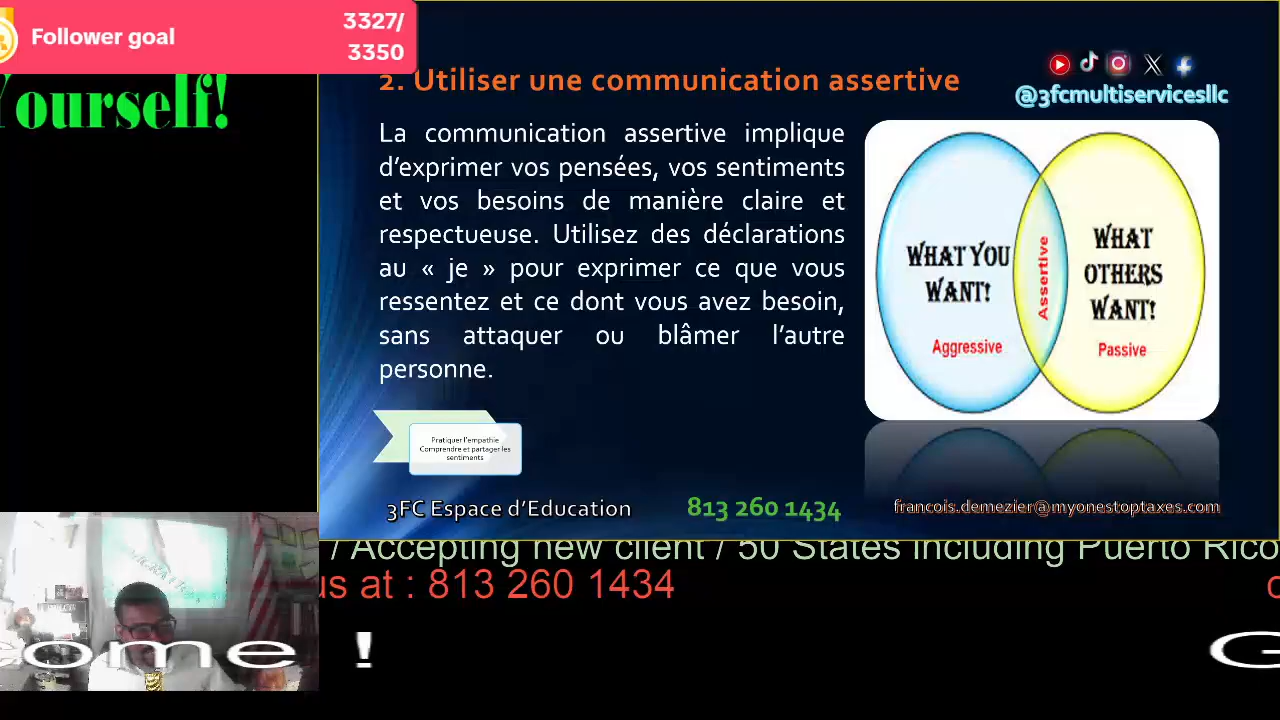 Follower goal
3327/
3350
Yourself!
2. Utiliser une communication assertive
@3fcmultiservicesllc
La communication assertive implique
d’exprimer vos pensées, vos sentiments
et vos besoins de manière claire et
respectueuse. Utilisez des déclarations
au « je » pour exprimer ce que vous
ressentez et ce dont vous avez besoin,
sans attaquer ou blâmer l’autre
personne.
WHAT YOU
WANT!
Aggressive
Assertive
WHAT
OTHERS
WANT!
Passive
Pratiquer l’empathie
Comprendre et partager les
sentiments
3FC Espace d’Education
813 260 1434
francois.demezier@myonestoptaxes.com
/ Accepting new client / 50 States Including Puerto Rico
us at : 813 260 1434
come !
G